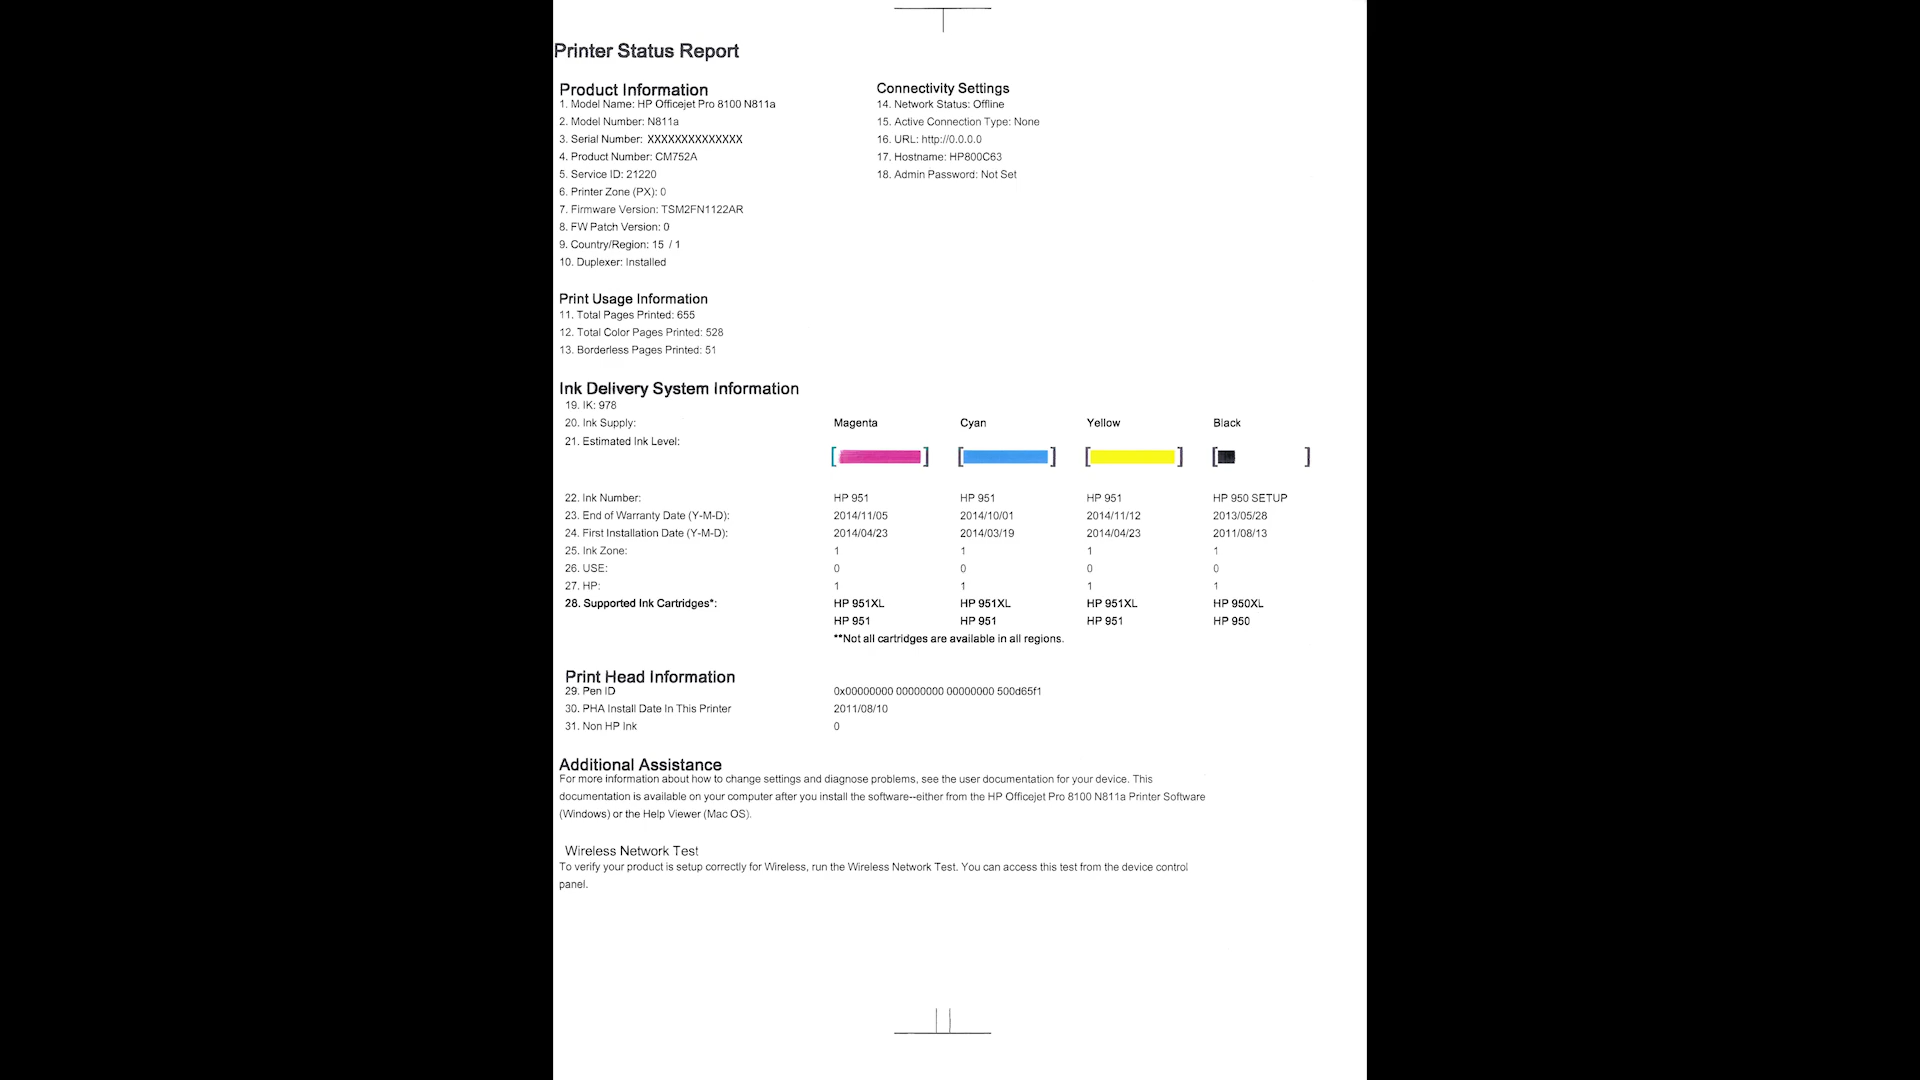 Printer Status Report
Product Information
1. Model Name: HP Officejet Pro 8100 N811a
2. Model Number: N811a
3. Serial Number: XXXXXXXXXXXXXX
4. Product Number: CM752A
5. Service ID: 21220
6. Printer Zone (PX): 0
7. Firmware Version: TSM2FN1122AR
8. FW Patch Version: 0
9. Country/Region: 15 / 1
10. Duplexer: Installed
Connectivity Settings
14. Network Status: Offline
15. Active Connection Type: None
16. URL: http://0.0.0.0
17. Hostname: HP800C63
18. Admin Password: Not Set
Print Usage Information
11. Total Pages Printed: 655
12. Total Color Pages Printed: 528
13. Borderless Pages Printed: 51
Ink Delivery System Information
19. IK: 978
20. Ink Supply: Magenta Cyan Yellow Black
21. Estimated Ink Level:
22. Ink Number: HP 951 HP 951 HP 951 HP 950 SETUP
23. End of Warranty Date (Y-M-D): 2014/11/05 2014/10/01 2014/11/12 2013/05/28
24. First Installation Date (Y-M-D): 2014/04/23 2014/03/19 2014/04/23 2011/08/13
25. Ink Zone: 1 1 1 1
26. USE: 0 0 0 0
27. HP: 1 1 1 1
28. Supported Ink Cartridges*: HP 951XL HP 951XL HP 951XL HP 950XL
HP 951 HP 951 HP 951 HP 950
**Not all cartridges are available in all regions.
Print Head Information
29. Pen ID 0x00000000 00000000 00000000 500d65f1
30. PHA Install Date In This Printer 2011/08/10
31. Non HP Ink 0
Additional Assistance
For more information about how to change settings and diagnose problems, see the user documentation for your device. This
documentation is available on your computer after you install the software--either from the HP Officejet Pro 8100 N811a Printer Software
(Windows) or the Help Viewer (Mac OS).
Wireless Network Test
To verify your product is setup correctly for Wireless, run the Wireless Network Test. You can access this test from the device control
panel.